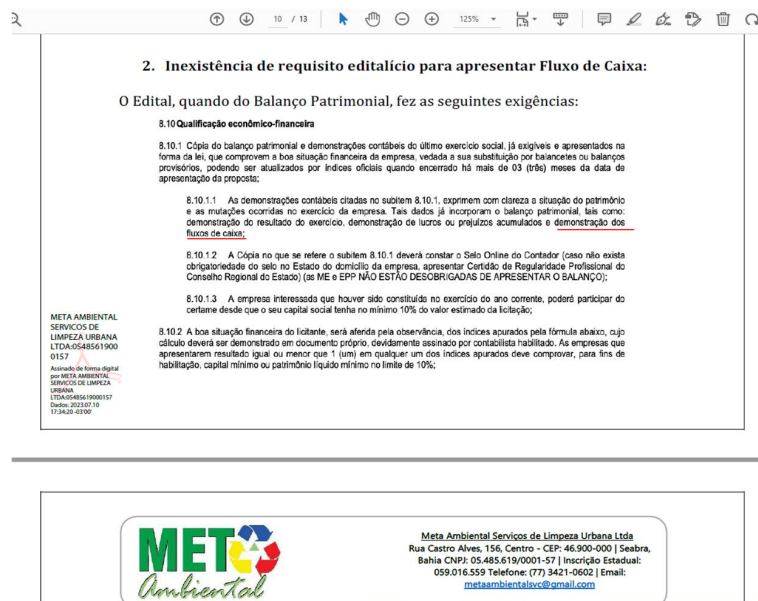 10 / 13
125%
2. Inexistência de requisito editalício para apresentar Fluxo de Caixa:
O Edital, quando do Balanço Patrimonial, fez as seguintes exigências:
8.10 Qualificação econômico-financeira
8.10.1 Cópia do balanço patrimonial e demonstrações contábeis do último exercício social, já exigíveis e apresentados na
forma da lei, que comprovem a boa situação financeira da empresa, vedada a sua substituição por balancetes ou balanços
provisórios, podendo ser atualizados por índices oficiais quando encerrado há mais de 03 (três) meses da data de
apresentação da proposta;
8.10.1.1 As demonstrações contábeis citadas no subitem 8.10.1, exprimem com clareza a situação do patrimônio
e as mutações ocorridas no exercício da empresa. Tais dados já incorporam o balanço patrimonial, tais como:
demonstração do resultado do exercício, demonstração de lucros ou prejuízos acumulados e demonstração dos
fluxos de caixa;
8.10.1.2 A Cópia no que se refere o subitem 8.10.1 deverá constar o Selo Online do Contador (caso não exista
obrigatoriedade do selo no Estado do domicílio da empresa, apresentar Certidão de Regularidade Profissional do
Conselho Regional do Estado) (as ME e EPP NÃO ESTÃO DESOBRIGADAS DE APRESENTAR O BALANÇO);
8.10.1.3 A empresa interessada que houver sido constituída no exercício do ano corrente, poderá participar do
certame desde que o seu capital social tenha no mínimo 10% do valor estimado da licitação;
8.10.2 A boa situação financeira do licitante, será aferida pela observância, dos índices apurados pela fórmula abaixo, cujo
cálculo deverá ser demonstrado em documento próprio, devidamente assinado por contabilista habilitado. As empresas que
apresentarem resultado igual ou menor que 1 (um) em qualquer um dos índices apurados deve comprovar, para fins de
habilitação, capital mínimo ou patrimônio líquido mínimo no limite de 10%;
META AMBIENTAL
SERVICOS DE
LIMPEZA URBANA
LTDA:0548561900
0157
Assinado de forma digital
por META AMBIENTAL
SERVICOS DE LIMPEZA
URBANA
LTDA:05485619000157
Dados: 2023.07.10
17:34:20 -03'00'
META
Ambiental
Meta Ambiental Serviços de Limpeza Urbana Ltda
Rua Castro Alves, 156, Centro - CEP: 46.900-000 | Seabra,
Bahia CNPJ: 05.485.619/0001-57 | Inscrição Estadual:
059.016.559 Telefone: (77) 3421-0602 | Email:
metaambientalsvc@gmail.com